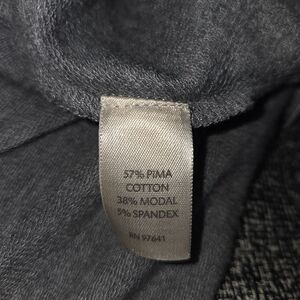 57% PIMA
COTTON
38% MODAL
5% SPANDEX
RN 97641